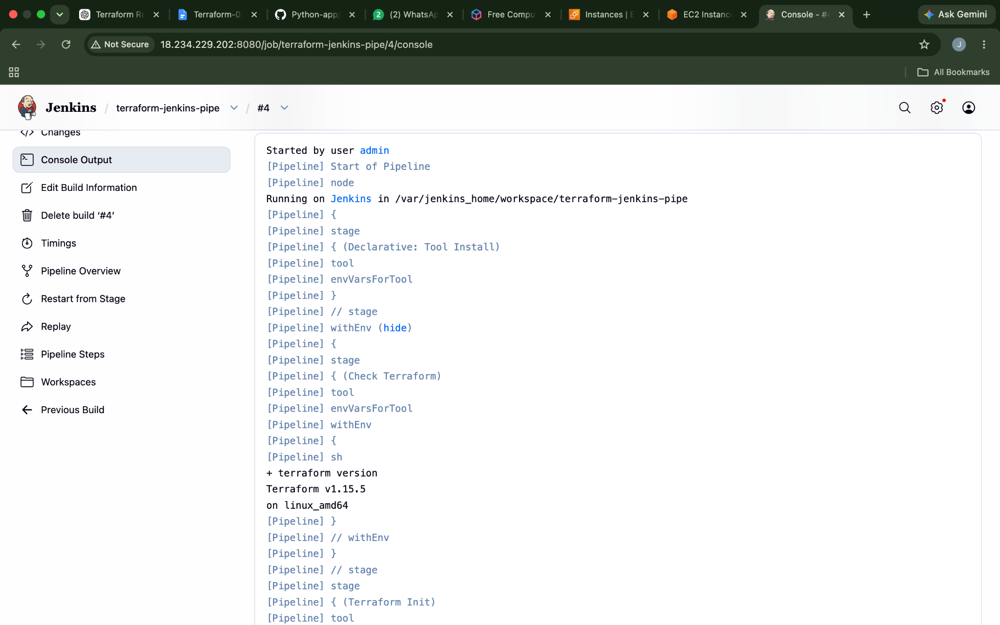 Terraform Re
Terraform-02
Python-app/
2
(2) WhatsAp
Free Compu
Instances | E
EC2 Instanc
Console - #4
Ask Gemini
Not Secure
18.234.229.202:8080/job/terraform-jenkins-pipe/4/console
J
All Bookmarks
Jenkins / terraform-jenkins-pipe / #4
Changes
Console Output
Edit Build Information
Delete build ‘#4’
Timings
Pipeline Overview
Restart from Stage
Replay
Pipeline Steps
Workspaces
Previous Build
Started by user admin
[Pipeline] Start of Pipeline
[Pipeline] node
Running on Jenkins in /var/jenkins_home/workspace/terraform-jenkins-pipe
[Pipeline] {
[Pipeline] stage
[Pipeline] { (Declarative: Tool Install)
[Pipeline] tool
[Pipeline] envVarsForTool
[Pipeline] }
[Pipeline] // stage
[Pipeline] withEnv (hide)
[Pipeline] {
[Pipeline] stage
[Pipeline] { (Check Terraform)
[Pipeline] tool
[Pipeline] envVarsForTool
[Pipeline] withEnv
[Pipeline] {
[Pipeline] sh
+ terraform version
Terraform v1.15.5
on linux_amd64
[Pipeline] }
[Pipeline] // withEnv
[Pipeline] }
[Pipeline] // stage
[Pipeline] stage
[Pipeline] { (Terraform Init)
[Pipeline] tool